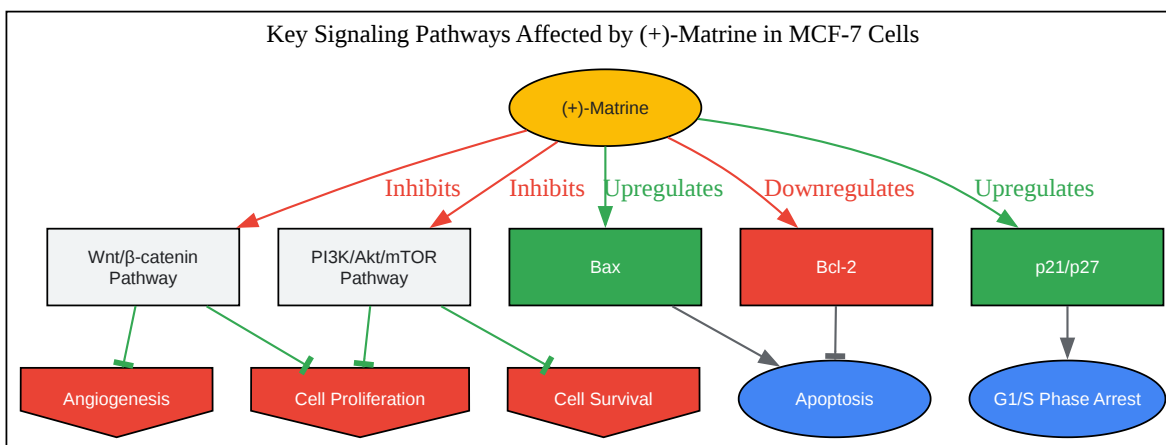 Key Signaling Pathways Affected by (+)-Matrine in MCF-7 Cells
(+)-Matrine
Inhibits
Inhibits
Upregulates
Downregulates
Upregulates
Wnt/β-catenin
Pathway
PI3K/Akt/mTOR
Pathway
Bax
Bcl-2
p21/p27
Angiogenesis
Cell Proliferation
Cell Survival
Apoptosis
G1/S Phase Arrest